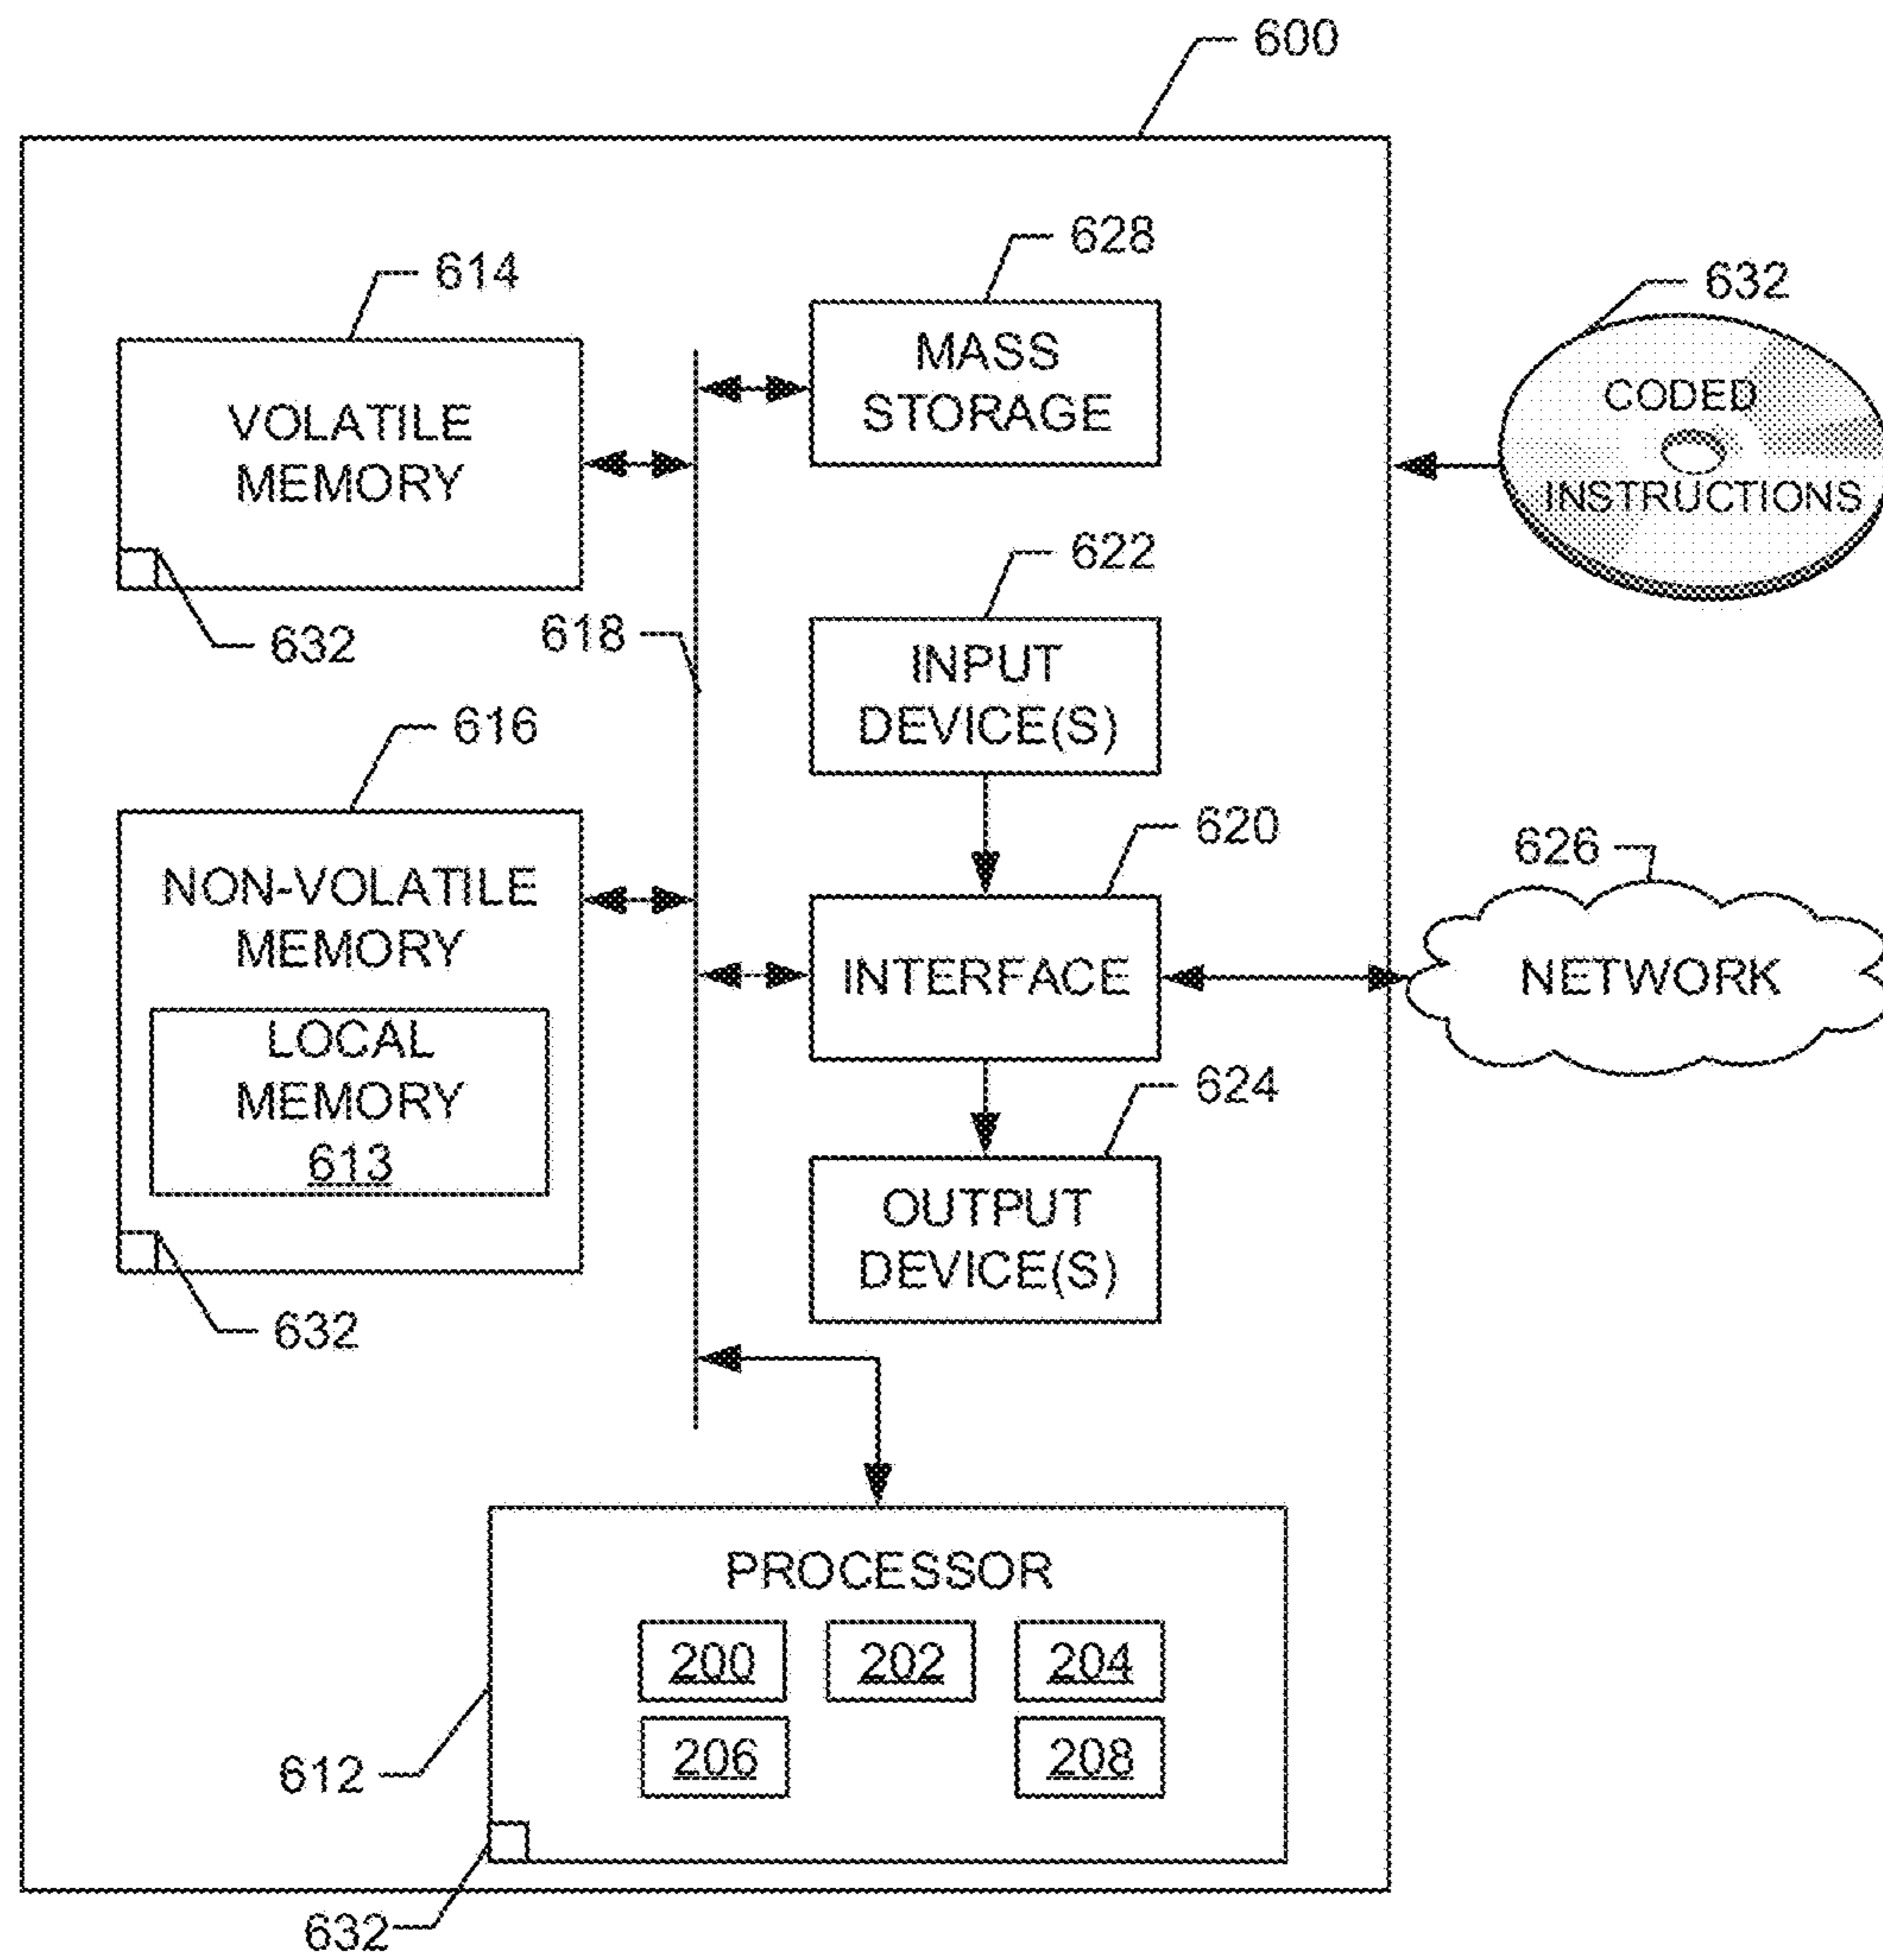 600
628
614
632
MASS
STORAGE
VOLATILE
MEMORY
CODED
INSTRUCTIONS
622
632
618
INPUT
DEVICE(S)
616
620
626
NON-VOLATILE
MEMORY
INTERFACE
NETWORK
LOCAL
MEMORY
613
624
OUTPUT
DEVICE(S)
632
PROCESSOR
200 202 204
206 208
612
632